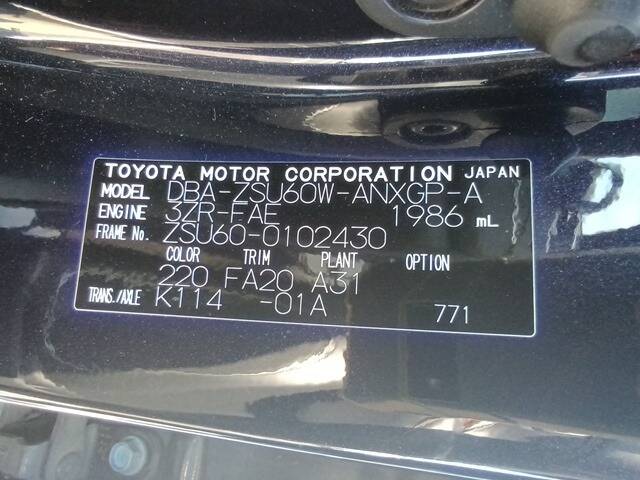 TOYOTA MOTOR CORPORATION JAPAN
MODEL DBA-ZSU60W-ANXGP-A
ENGINE 3ZR-FAE 1986 mL
FRAME No. ZSU60-0102430
COLOR TRIM PLANT OPTION
220 FA20 A31
TRANS./AXLE K114 -01A 771